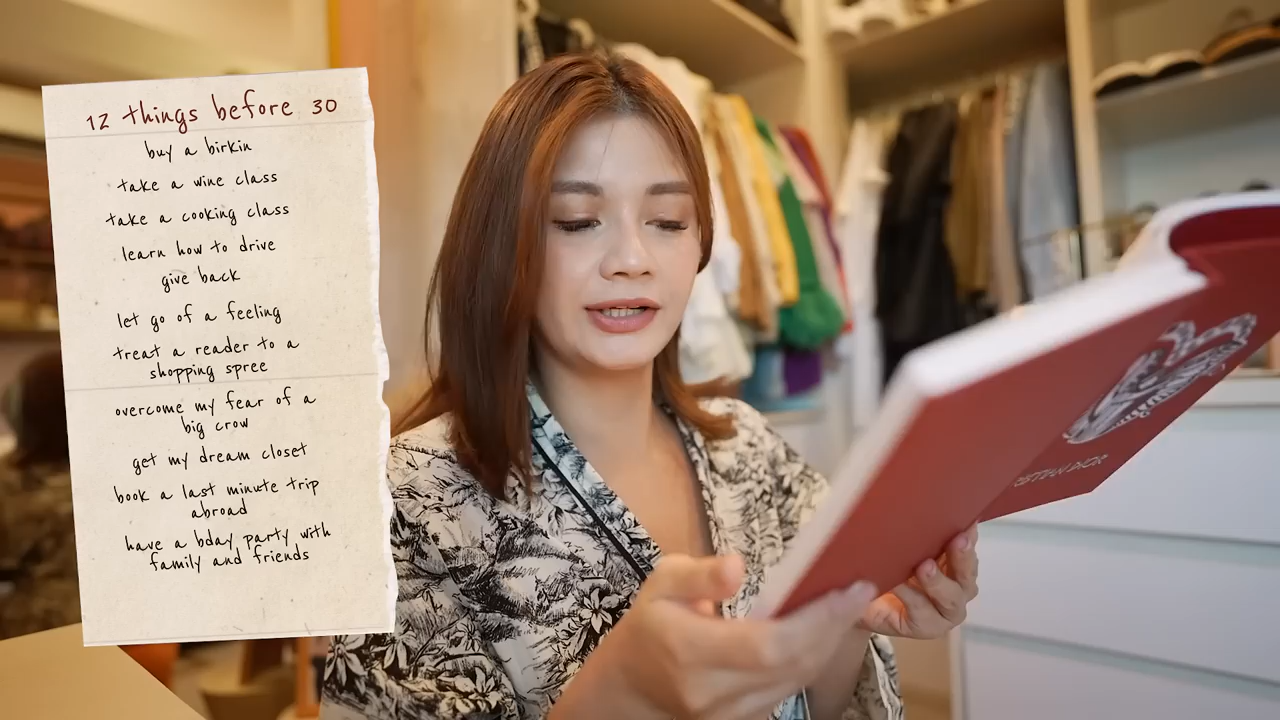 12 things before 30
buy a birkin
take a wine class
take a cooking class
learn how to drive
give back
let go of a feeling
treat a reader to a
shopping spree
overcome my fear of a
big crow
get my dream closet
book a last minute trip
abroad
have a bday party with
family and friends
DIOR